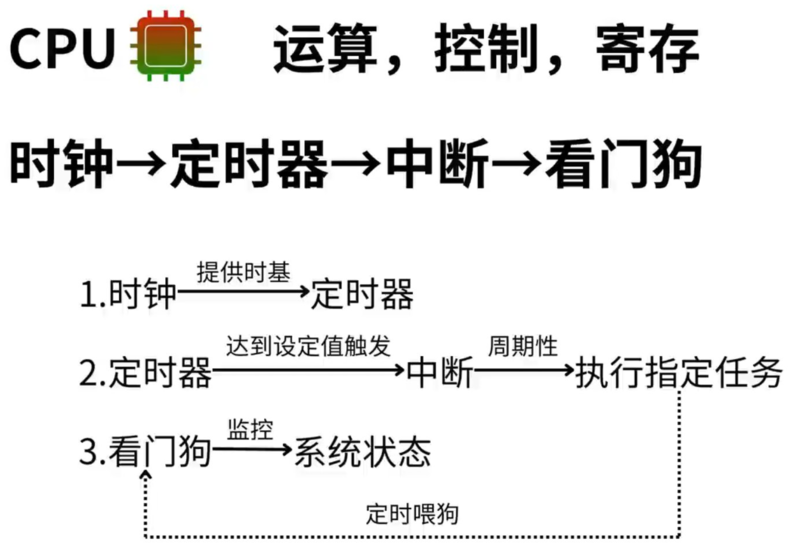 CPU 运算，控制，寄存
时钟→定时器→中断→看门狗
提供时基
1.时钟→定时器
达到设定值触发 周期性
2.定时器→中断→执行指定任务
监控
3.看门狗→系统状态
定时喂狗